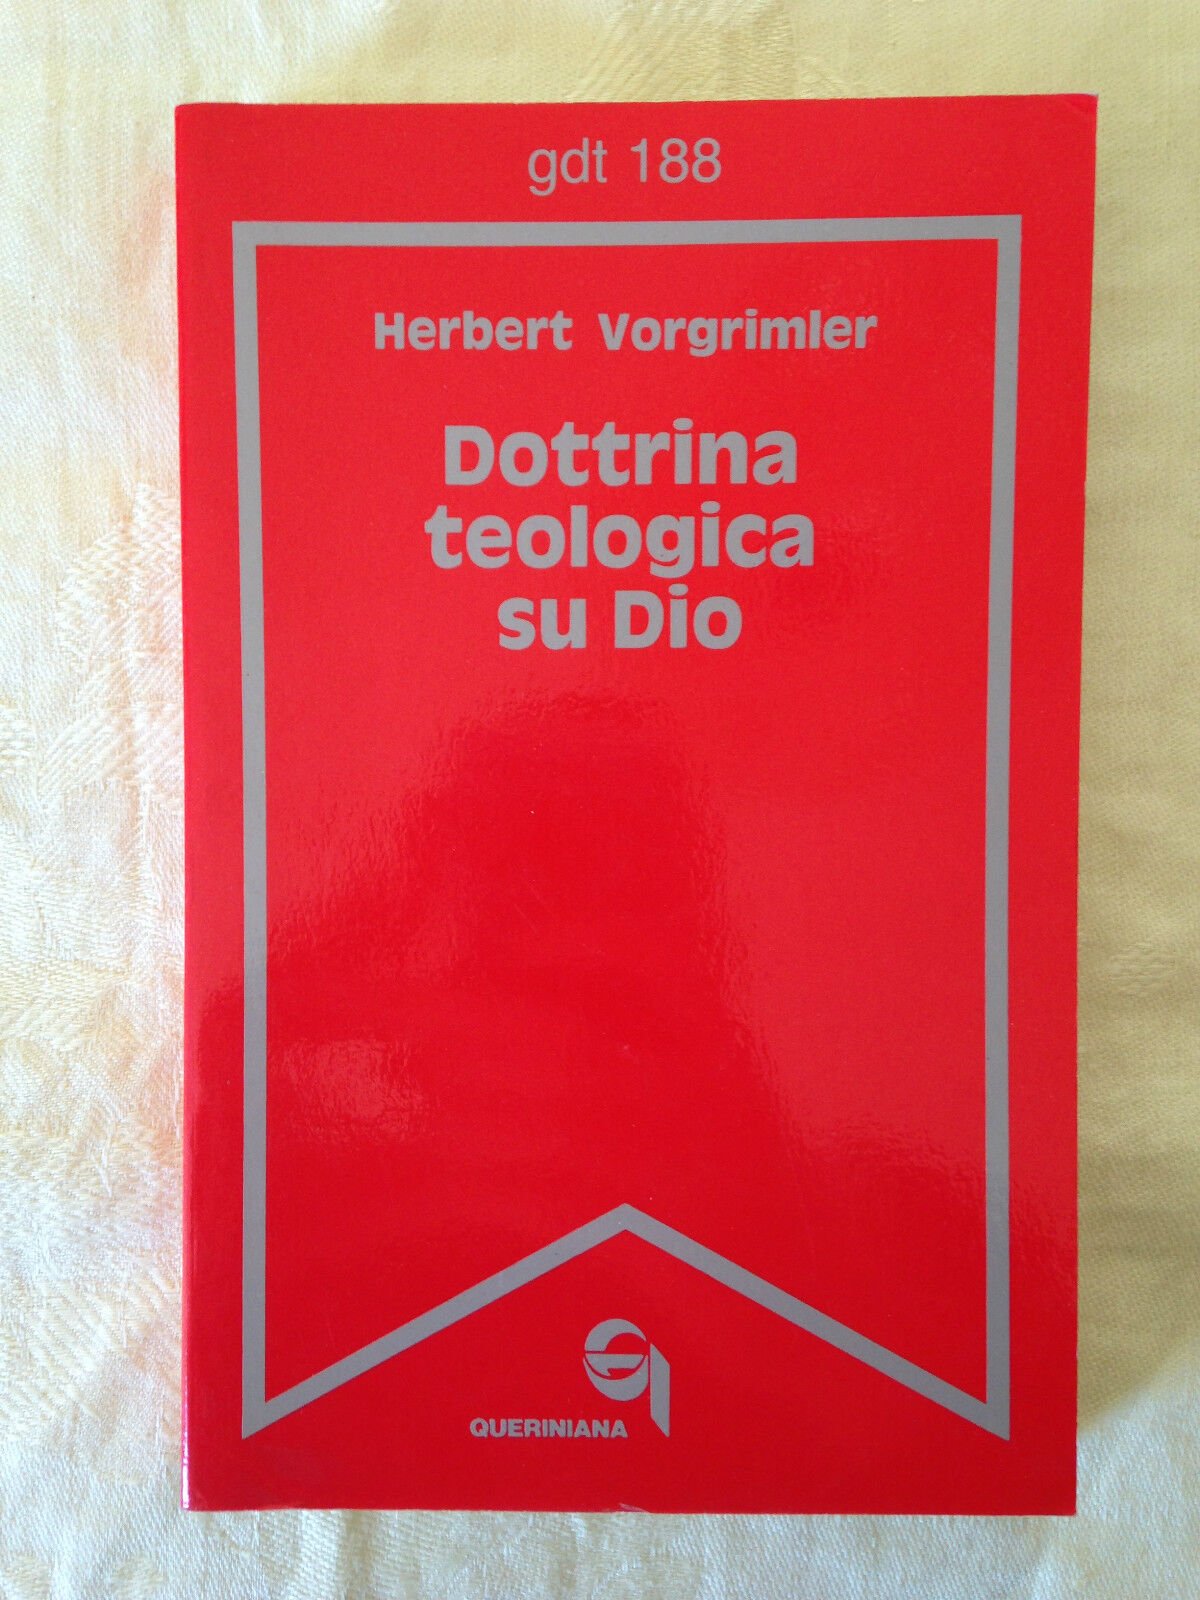 gdt 188
Herbert Vorgrimler
Dottrina
teologica
su Dio
QUERINIANA